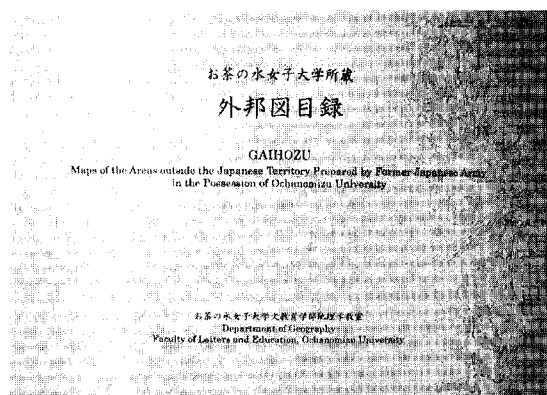 お茶の水女子大学所蔵
外邦図目録
GAIHOZU
Maps of the Areas outside the Japanese Territory Prepared by Former Japanese Army
in the Possession of Ochanomizu University
お茶の水女子大学文教育学部地理学教室
Department of Geography
Faculty of Letters and Education, Ochanomizu University